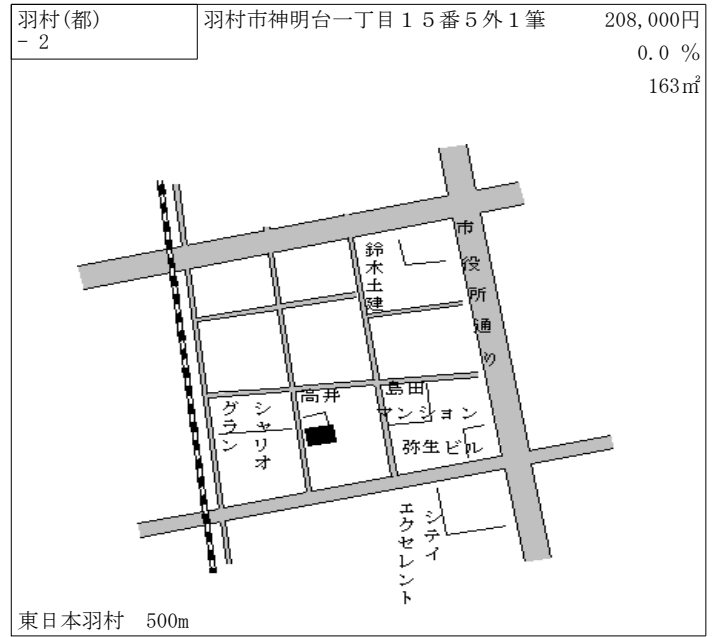 羽村(都)
- 2
羽村市神明台一丁目１５番５外１筆
208,000円
0.0 %
163㎡
市役所通り
鈴木土建
高井
島田マンション
グランシャリオ
弥生ビル
シテイエクセレント
東日本羽村 500m